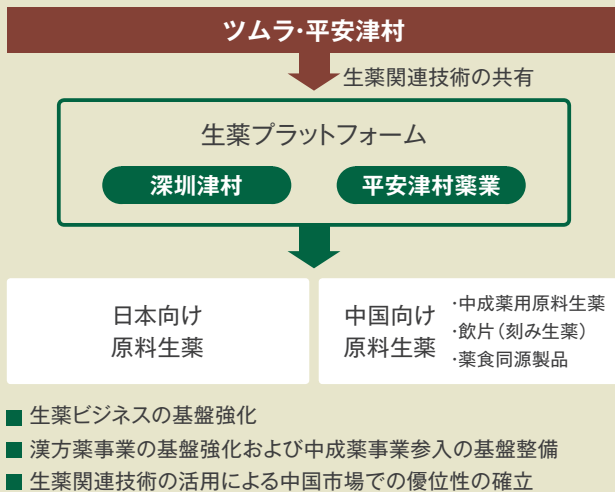 ツムラ・平安津村
生薬関連技術の共有
生薬プラットフォーム
深圳津村
平安津村薬業
日本向け
原料生薬
中国向け
原料生薬
・中成薬用原料生薬
・飲片（刻み生薬）
・薬食同源製品
■ 生薬ビジネスの基盤強化
■ 漢方薬事業の基盤強化および中成薬事業参入の基盤整備
■ 生薬関連技術の活用による中国市場での優位性の確立